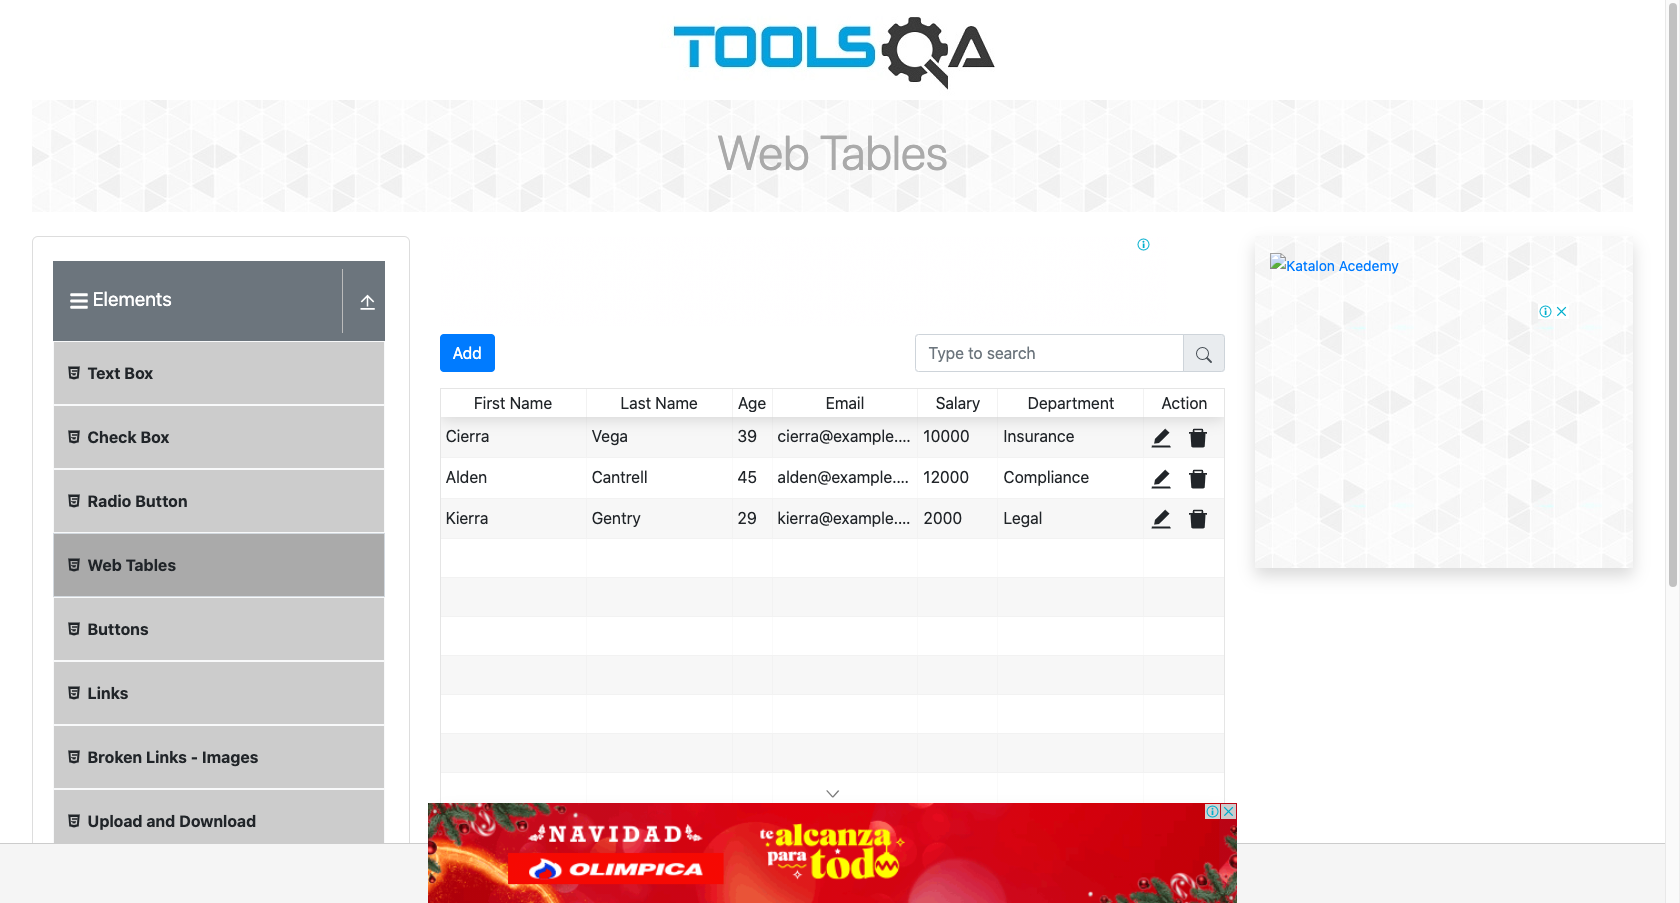 TOOLSQA
Web Tables
Elements
Text Box
Check Box
Radio Button
Web Tables
Buttons
Links
Broken Links - Images
Upload and Download
Add
Type to search
First Name Last Name Age Email Salary Department Action
Cierra Vega 39 cierra@example.... 10000 Insurance
Alden Cantrell 45 alden@example.... 12000 Compliance
Kierra Gentry 29 kierra@example.... 2000 Legal
Katalon Acedemy
NAVIDAD
OLIMPICA
te alcanza
para todo